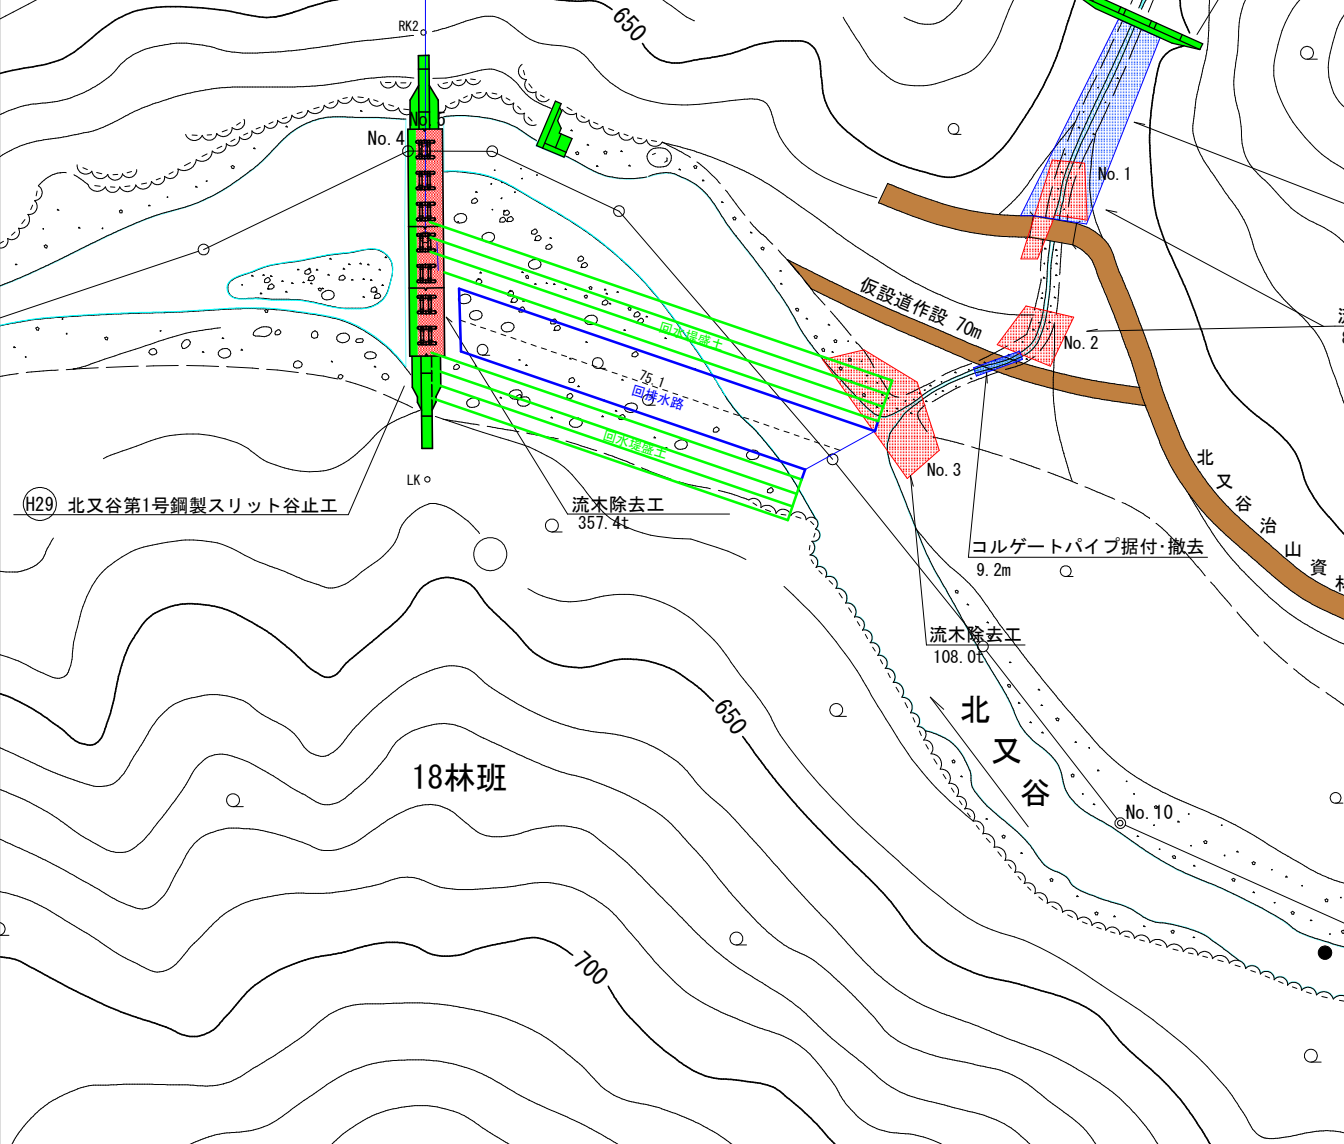 650
RK2
No.5
No.4
No.1
仮設道作設 70m
No.2
回水堤盛土
75.1
回排水路
回水堤盛土
No.3
LK
H29 北又谷第1号鋼製スリット谷止工
流木除去工
357.4t
コルゲートパイプ据付・撤去
9.2m
北又谷治山資
流木除去工
108.0t
北又谷
650
18林班
No.10
700